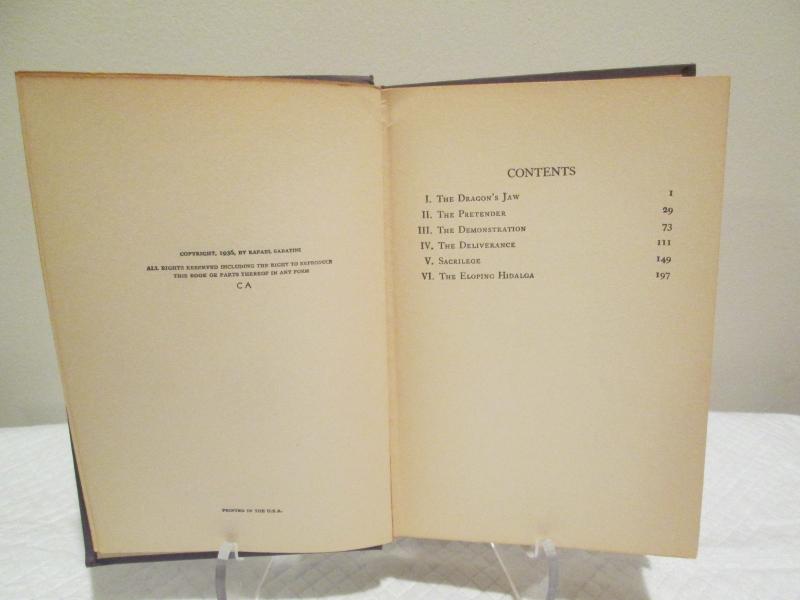 COPYRIGHT, 1936, BY RAFAEL SABATINI
ALL RIGHTS RESERVED INCLUDING THE RIGHT TO REPRODUCE
THIS BOOK OR PARTS THEREOF IN ANY FORM
CA
PRINTED IN THE U.S.A.
CONTENTS
I. THE DRAGON'S JAW 1
II. THE PRETENDER 29
III. THE DEMONSTRATION 73
IV. THE DELIVERANCE 111
V. SACRILEGE 149
VI. THE ELOPING HIDALGA 197